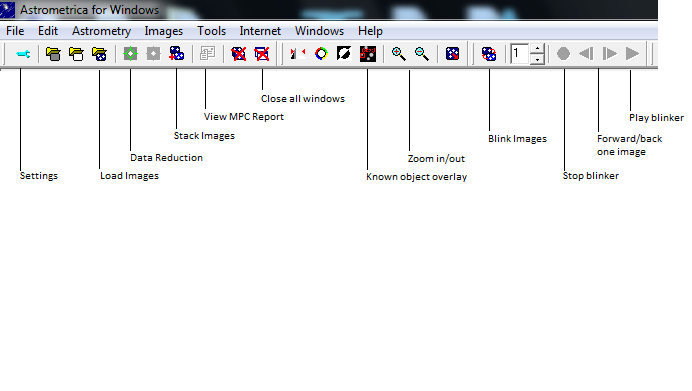 Astrometrica for Windows
File Edit Astrometry Images Tools Internet Windows Help
1
Close all windows
View MPC Report
Play blinker
Stack Images
Blink Images
Forward/back
one image
Data Reduction
Zoom in/out
Settings
Load Images
Known object overlay
Stop blinker